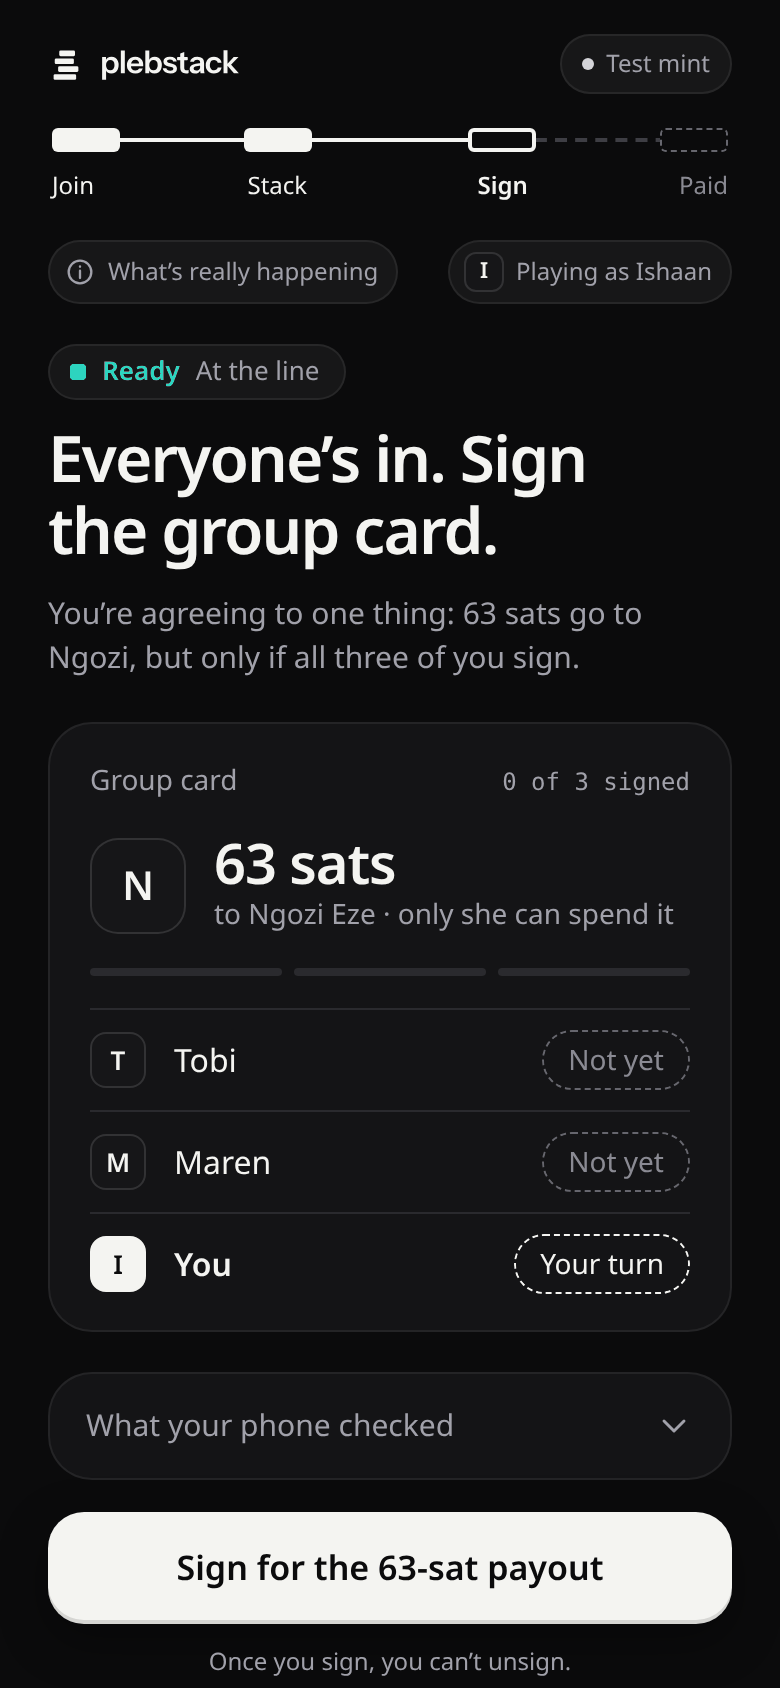 plebstack
Test mint
Join
Stack
Sign
Paid
What’s really happening
I
Playing as Ishaan
Ready At the line
Everyone’s in. Sign
the group card.
You’re agreeing to one thing: 63 sats go to
Ngozi, but only if all three of you sign.
Group card
0 of 3 signed
N
63 sats
to Ngozi Eze · only she can spend it
T
Tobi
Not yet
M
Maren
Not yet
I
You
Your turn
What your phone checked
Sign for the 63-sat payout
Once you sign, you can’t unsign.